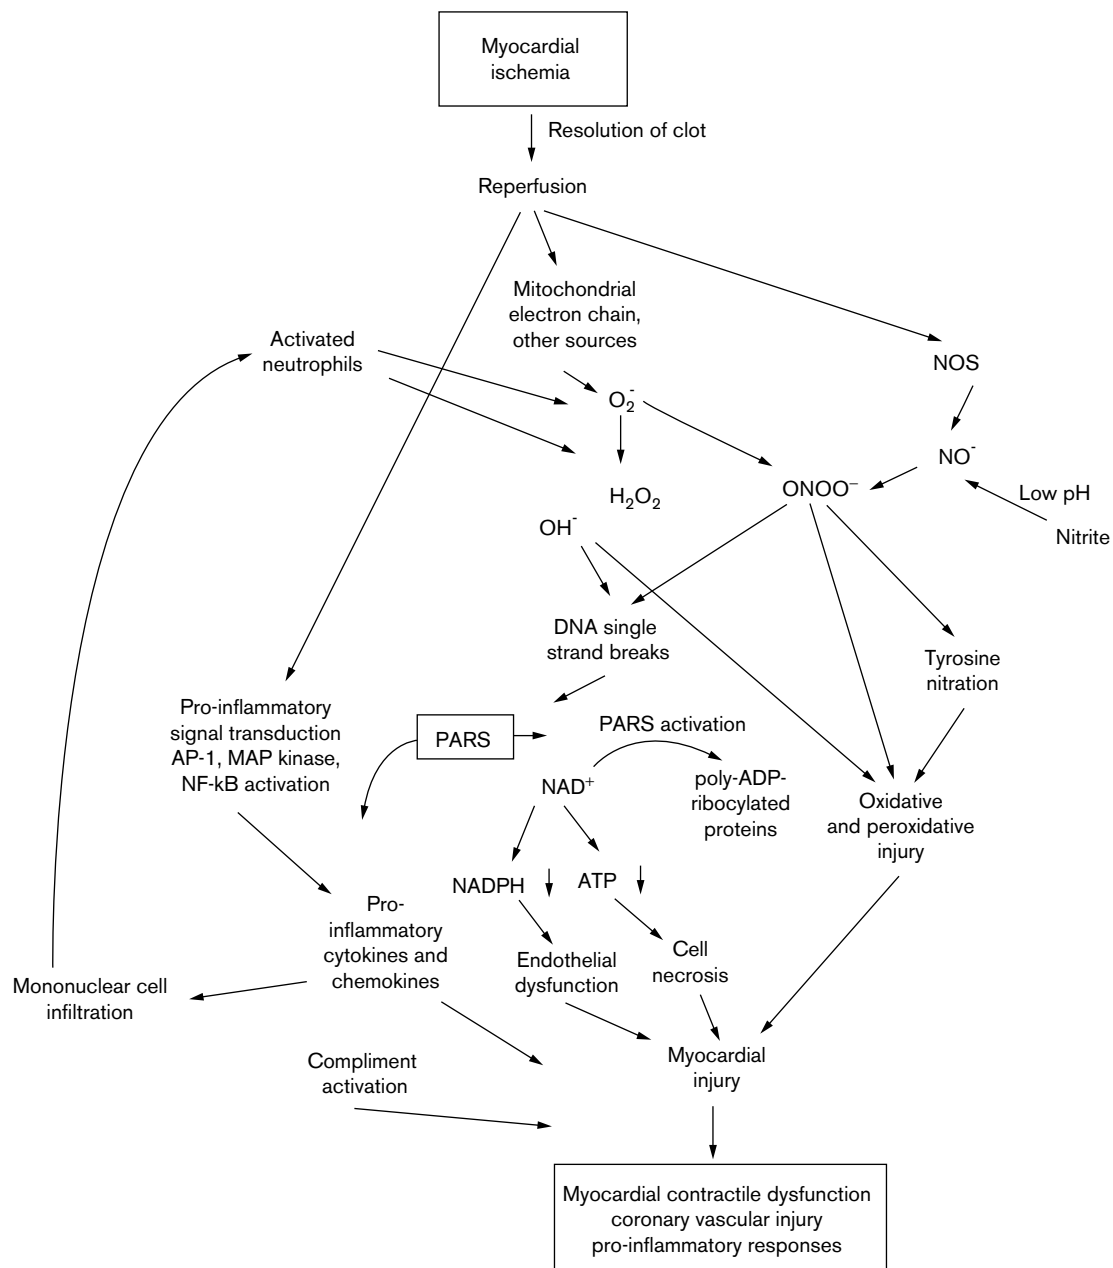 Myocardial
ischemia
Resolution of clot
Reperfusion
Mitochondrial
electron chain,
other sources
Activated
neutrophils
NOS
O₂⁻
NO⁻
ONOO⁻
Low pH
H₂O₂
OH⁻
Nitrite
DNA single
strand breaks
Tyrosine
nitration
Pro-inflammatory
signal transduction
AP-1, MAP kinase,
NF-kB activation
PARS
PARS activation
NAD⁺
poly-ADP-
ribocylated
proteins
Oxidative
and peroxidative
injury
NADPH
ATP
Pro-
inflammatory
cytokines and
chemokines
Endothelial
dysfunction
Cell
necrosis
Mononuclear cell
infiltration
Compliment
activation
Myocardial
injury
Myocardial contractile dysfunction
coronary vascular injury
pro-inflammatory responses